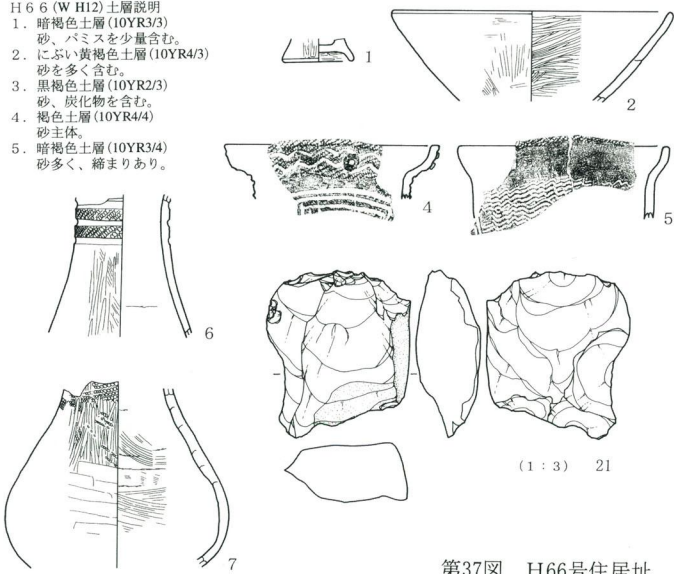 H66(W H12)土層説明
1. 暗褐色土層(10YR3/3)
砂、パミスを少量含む。
2. にぶい黄褐色土層(10YR4/3)
砂を多く含む。
3. 黒褐色土層(10YR2/3)
砂、炭化物を含む。
4. 褐色土層(10YR4/4)
砂主体。
5. 暗褐色土層(10YR3/4)
砂多く、締まりあり。
1
2
4
5
6
7
(1:3) 21
第37図 H66号住居址